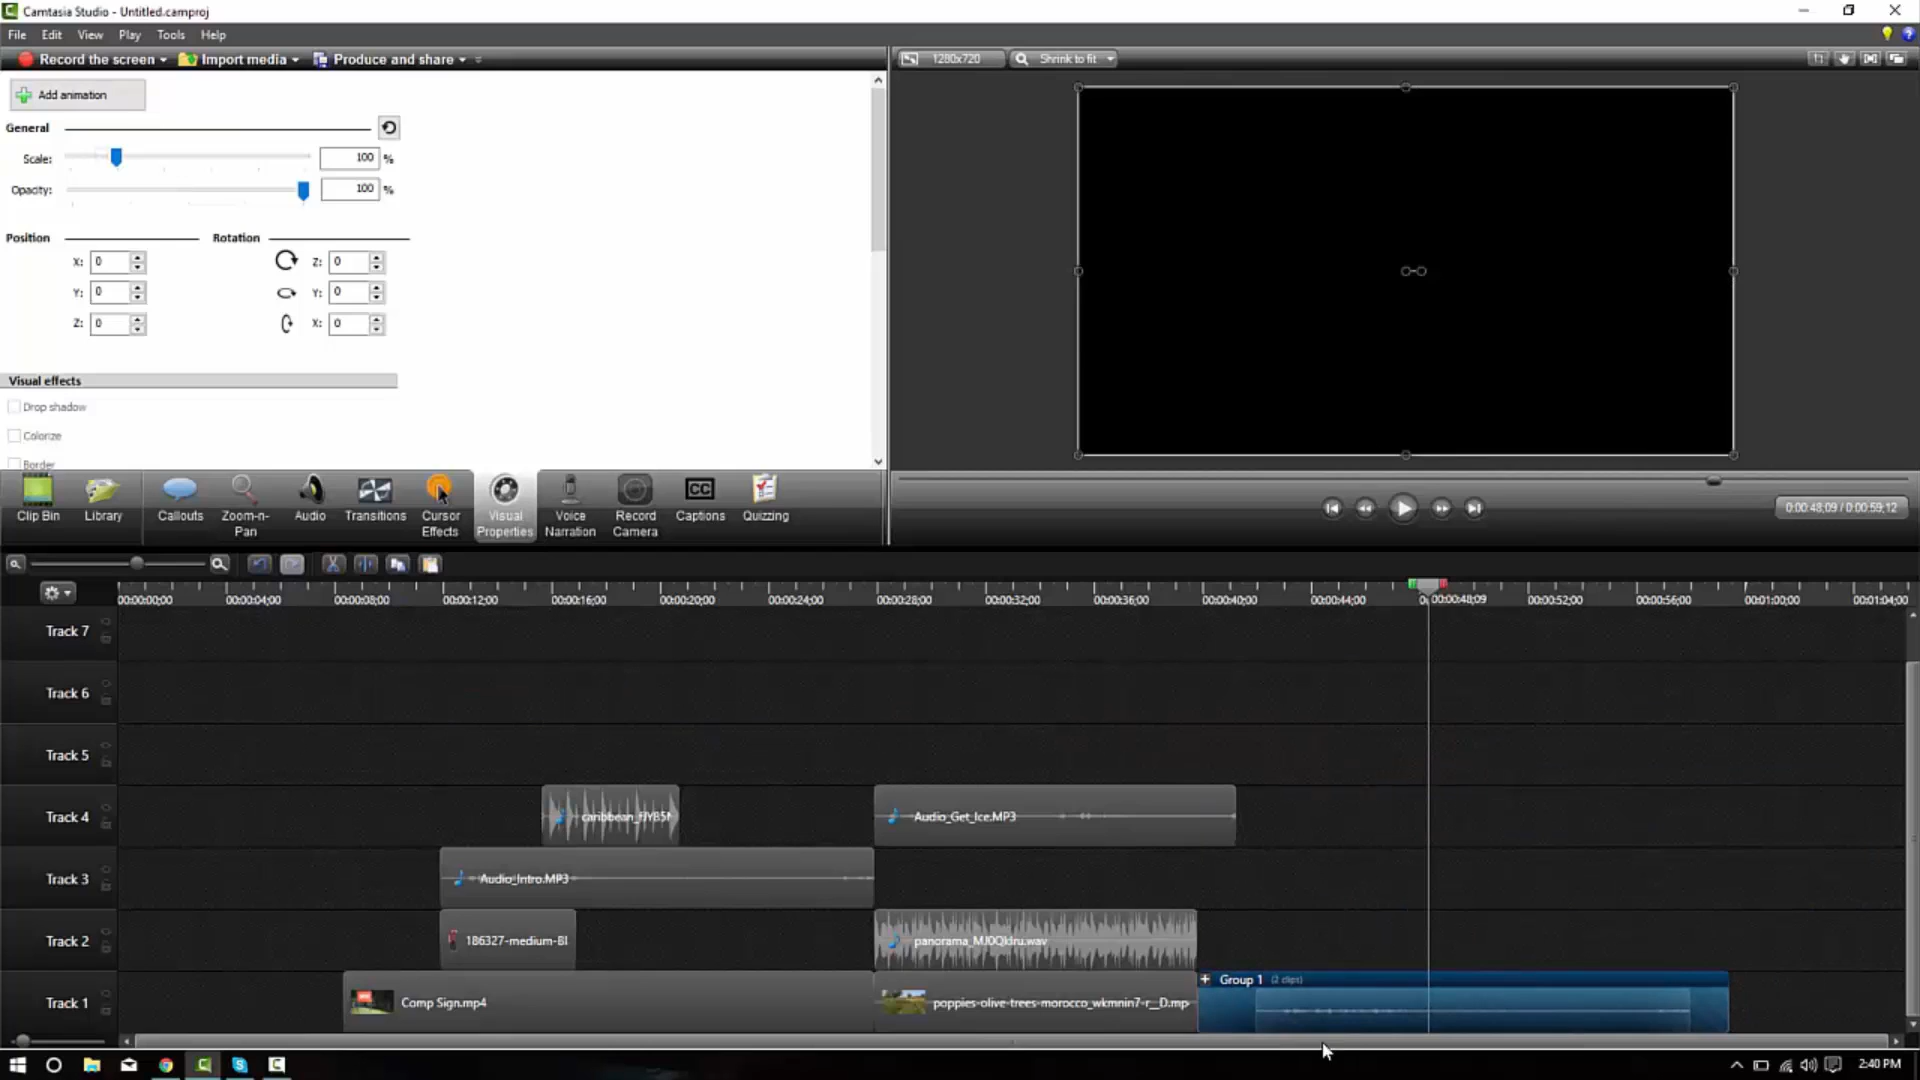 Camtasia Studio - Untitled.camproj
File Edit View Play Tools Help
Record the screen Import media Produce and share
1280x720 Shrink to fit
Add animation
General
Scale: 100 %
Opacity: 100 %
Position Rotation
X: 0 Z: 0
Y: 0 Y: 0
Z: 0 X: 0
Visual effects
Drop shadow
Colorize
Border
Clip Bin Library Callouts Zoom-n-Pan Audio Transitions Cursor Effects Visual Properties Voice Narration Record Camera CC Captions Quizzing
0:00:48;09 / 0:00:59;12
00:00:00;00 00:00:04;00 00:00:08;00 00:00:12;00 00:00:16;00 00:00:20;00 00:00:24;00 00:00:28;00 00:00:32;00 00:00:36;00 00:00:40;00 00:00:44;00 00:00:48;09 00:00:52;00 00:00:56;00 00:01:00;00 00:01:04;00
Track 7
Track 6
Track 5
Track 4 Audio_Get_Ice.MP3
Track 3 Audio_Intro.MP3
Track 2 186327-medium-Bl
Group 1 (2 clips)
Track 1 Comp Sign.mp4 poppies-olive-trees-morocco_wkmnin7-r__D.mp
2:40 PM